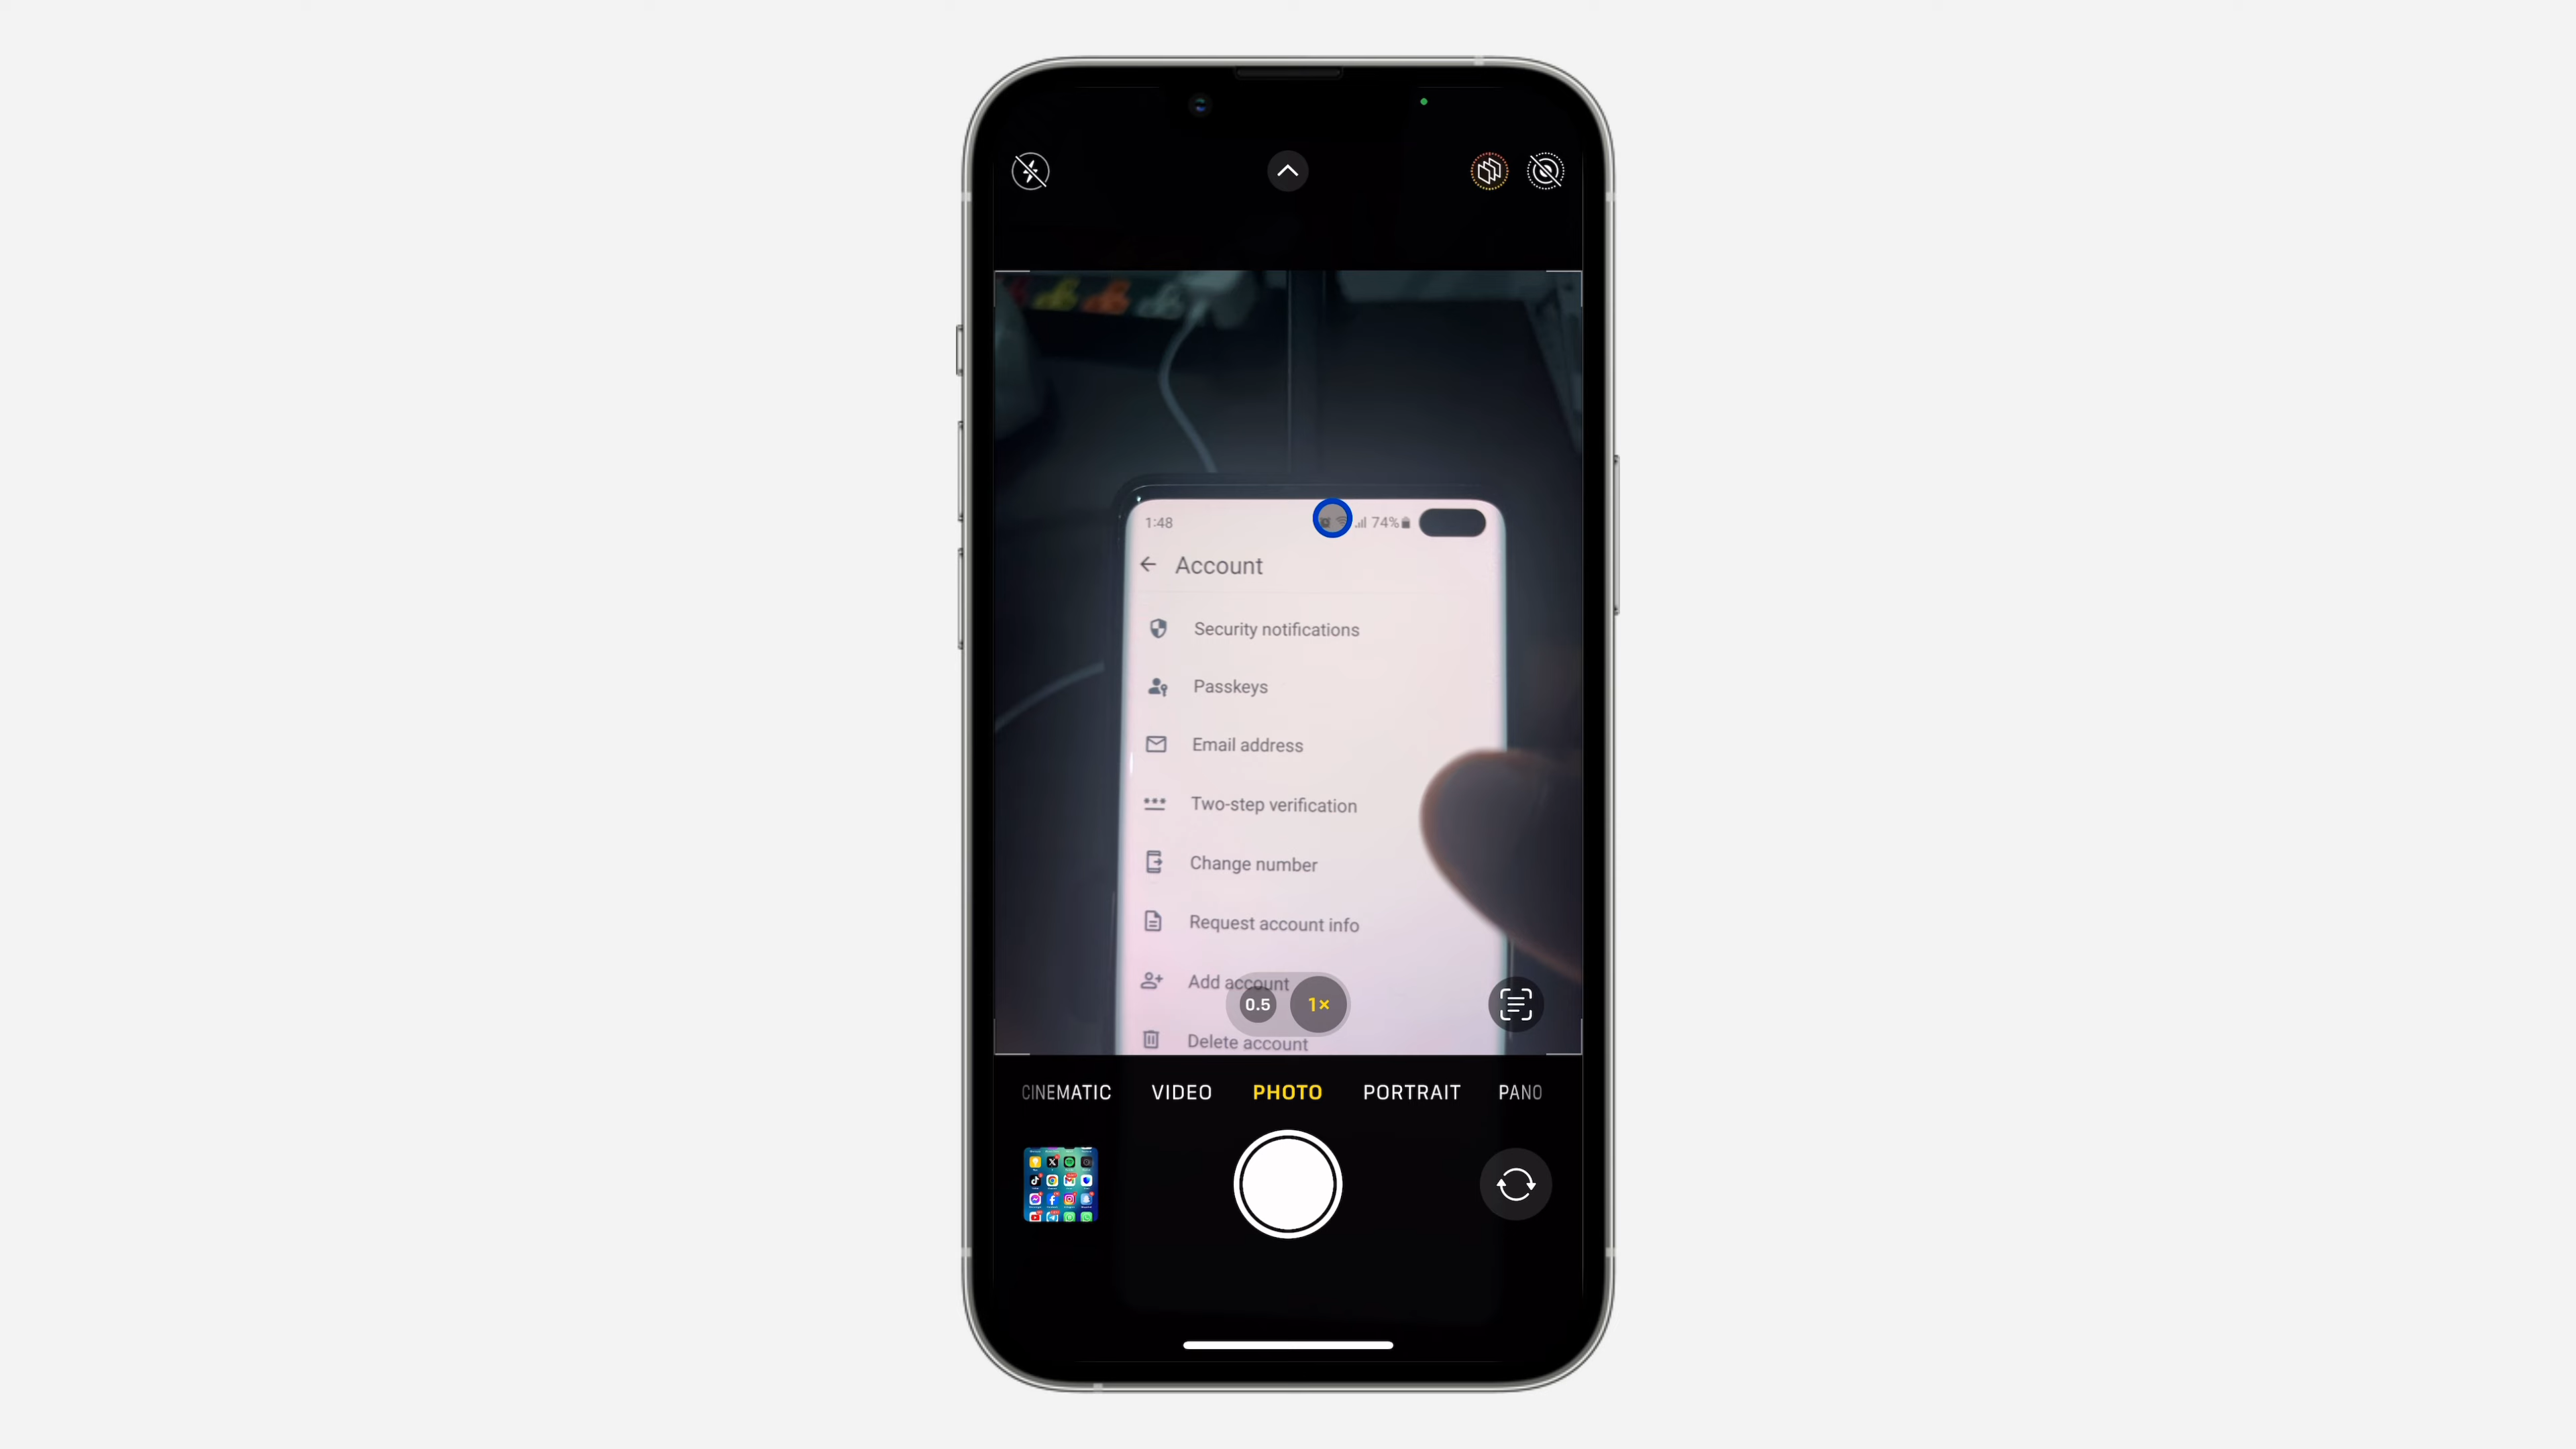 1:48 74%
Account
Security notifications
Passkeys
Email address
Two-step verification
Change number
Request account info
Add account
0.5 1×
Delete account
CINEMATIC VIDEO PHOTO PORTRAIT PANO